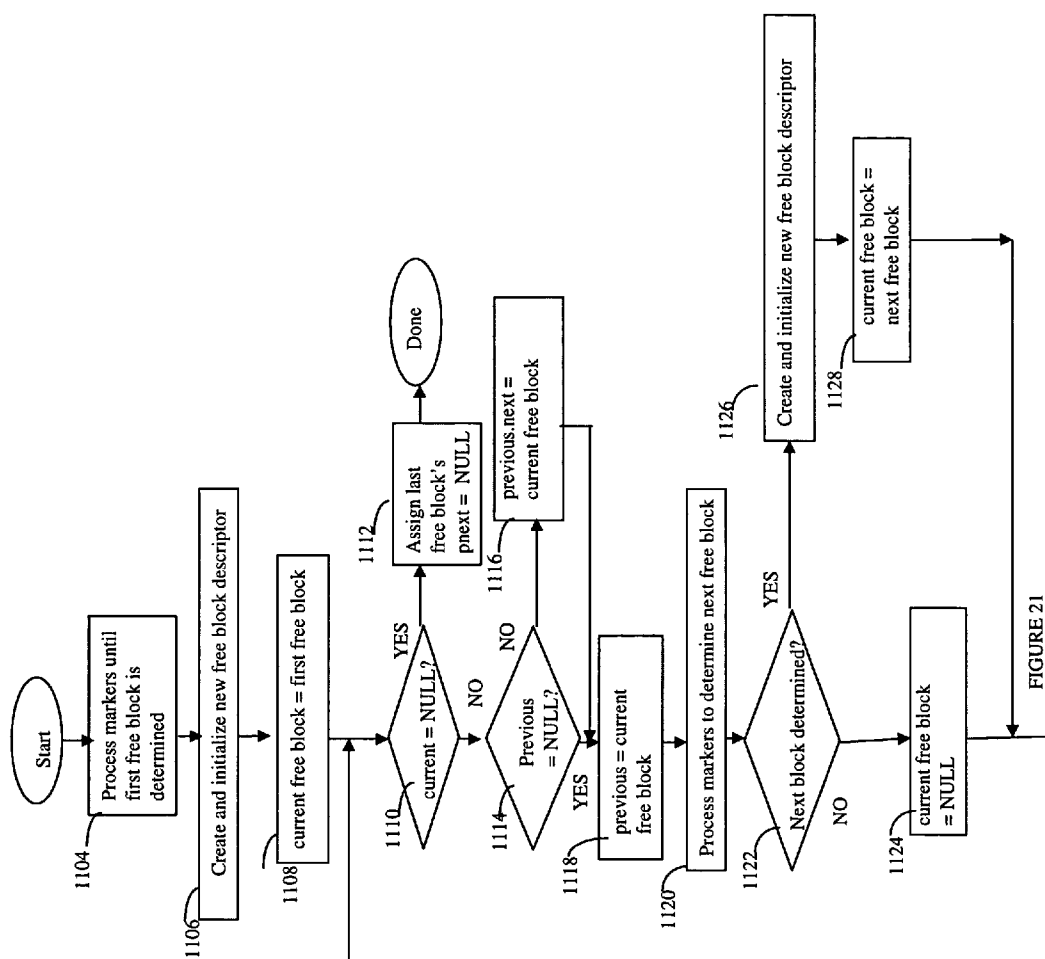 Start
1104
Process markers until
first free block is
determined
1106
Create and initialize new free block descriptor
1108
current free block = first free block
1110
current = NULL?
YES
NO
1112
Assign last
free block's
pnext = NULL
Done
1114
Previous
= NULL?
NO
YES
1116
previous.next =
current free block
1118
previous = current
free block
1120
Process markers to determine next free block
1122
Next block determined?
YES
NO
1124
current free block
= NULL
1126
Create and initialize new free block descriptor
1128
current free block =
next free block
FIGURE 21